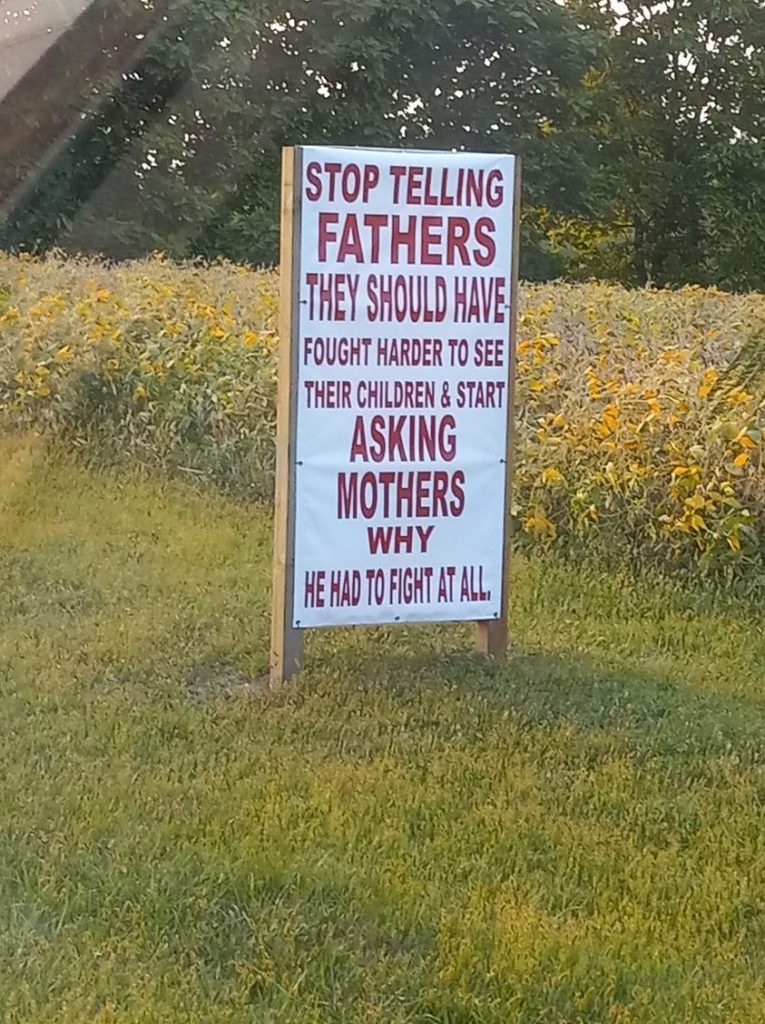 STOP TELLING
FATHERS
THEY SHOULD HAVE
FOUGHT HARDER TO SEE
THEIR CHILDREN & START
ASKING
MOTHERS
WHY
HE HAD TO FIGHT AT ALL.